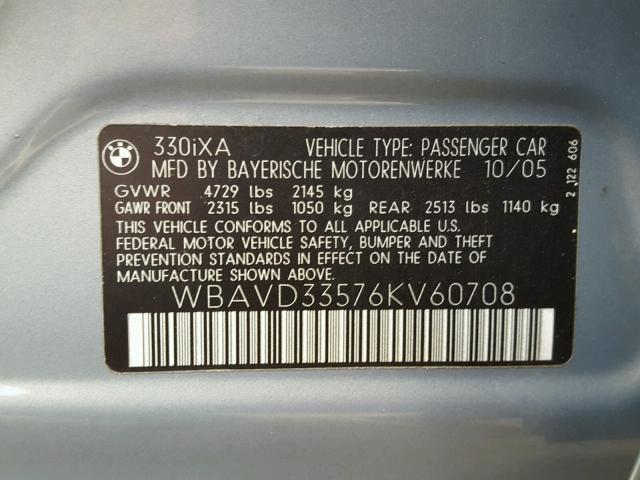 BMW
330iXA VEHICLE TYPE: PASSENGER CAR
MFD BY BAYERISCHE MOTORENWERKE 10/05
GVWR 4729 lbs 2145 kg
GAWR FRONT 2315 lbs 1050 kg REAR 2513 lbs 1140 kg
THIS VEHICLE CONFORMS TO ALL APPLICABLE U.S.
FEDERAL MOTOR VEHICLE SAFETY, BUMPER AND THEFT
PREVENTION STANDARDS IN EFFECT ON THE DATE OF
MANUFACTURE SHOWN ABOVE.
WBAVD33576KV60708
2 122 606